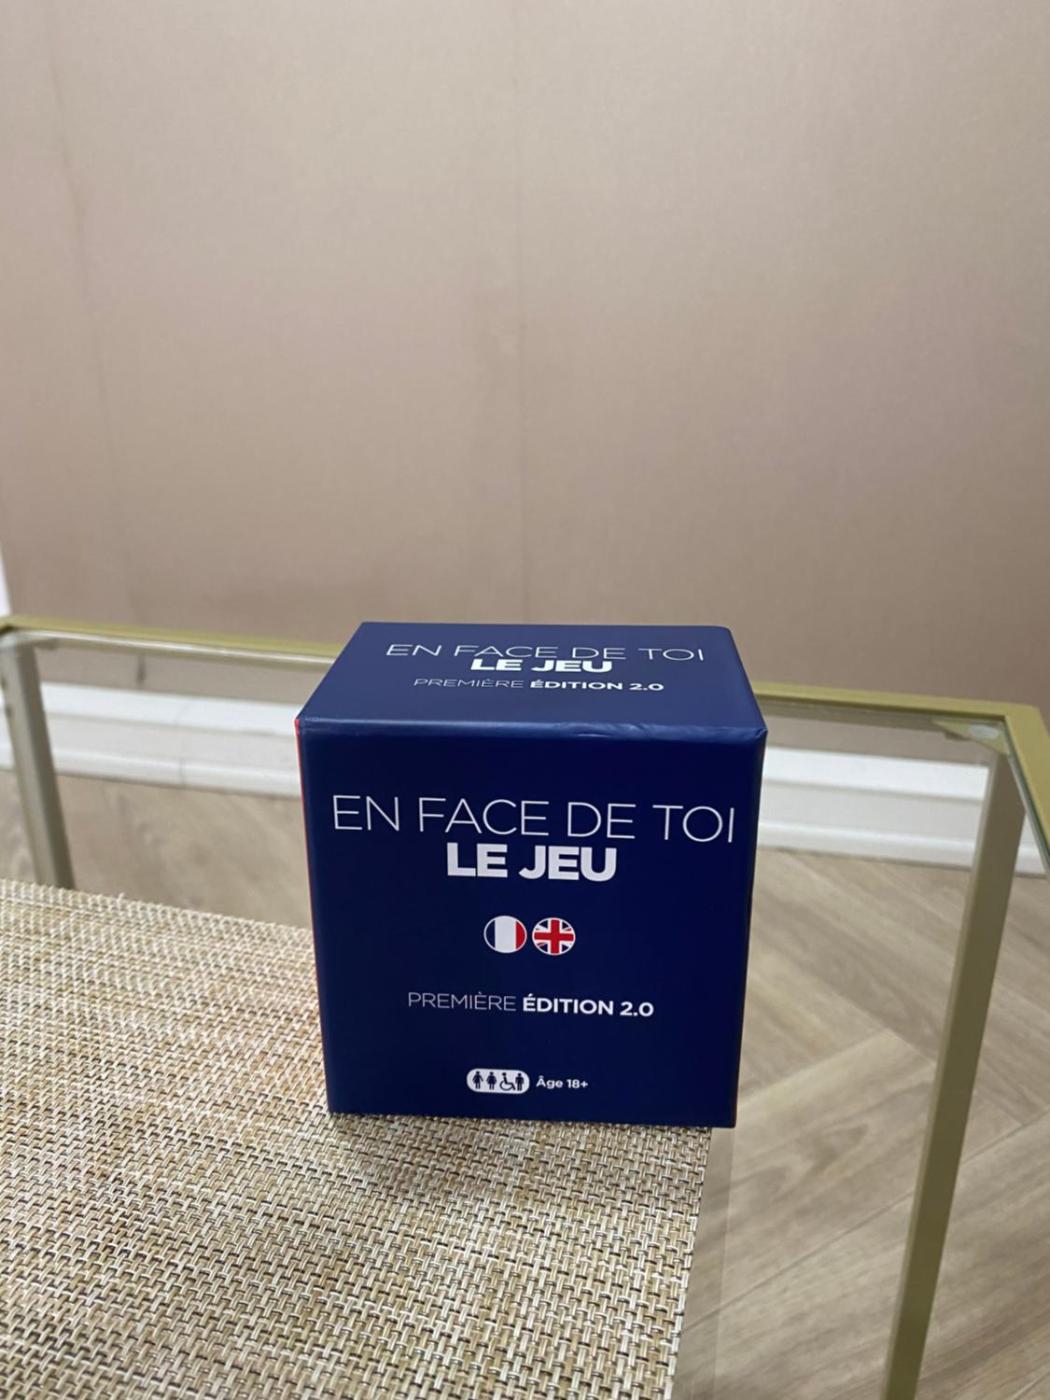 EN FACE DE TOI
LE JEU
PREMIÈRE ÉDITION 2.0
EN FACE DE TOI
LE JEU
PREMIÈRE ÉDITION 2.0
Âge 18+